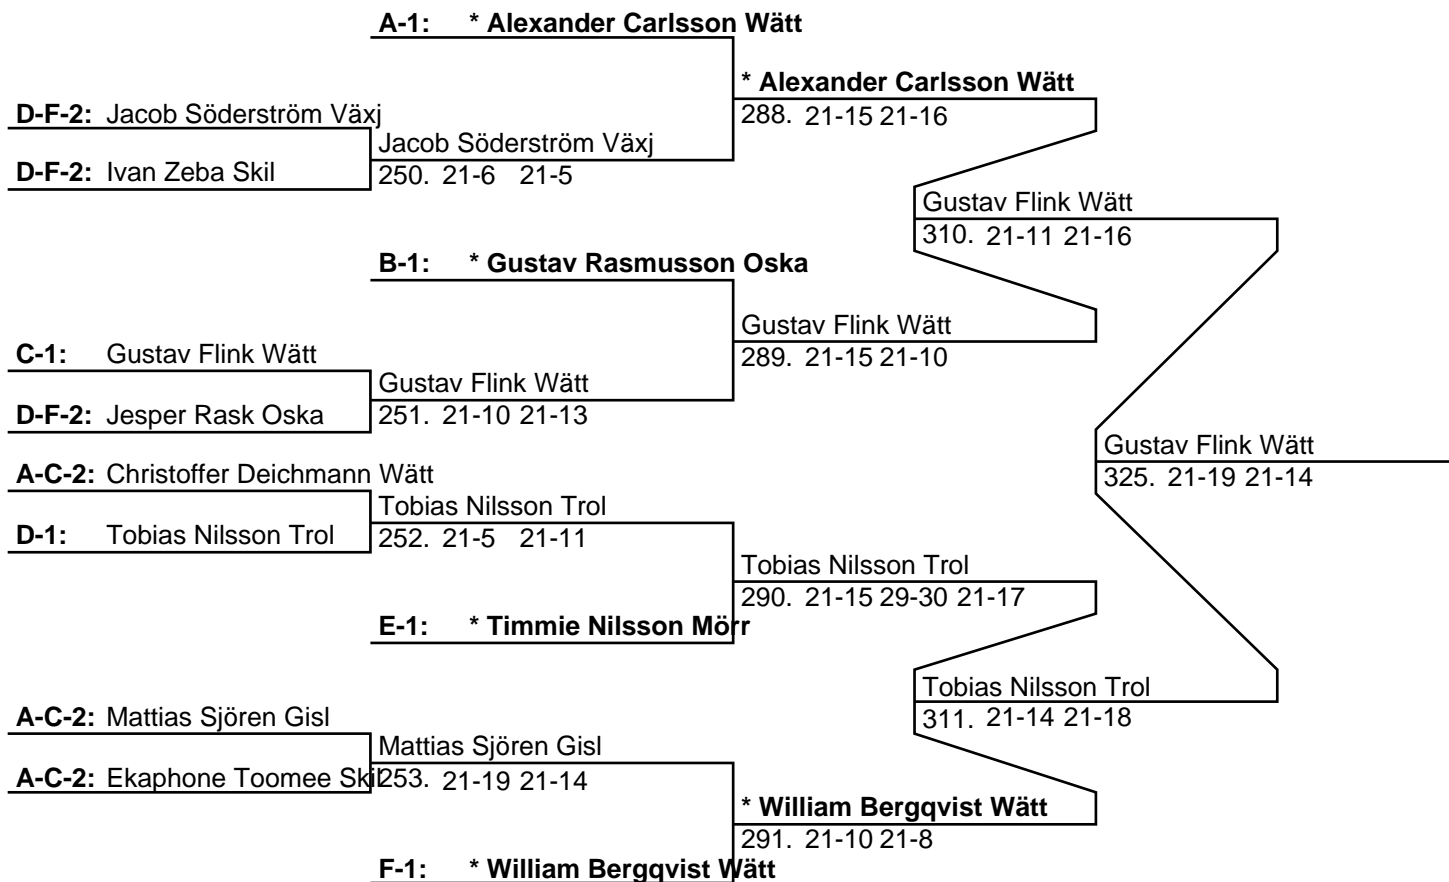 A-1: * Alexander Carlsson Wätt
* Alexander Carlsson Wätt
288. 21-15 21-16
D-F-2: Jacob Söderström Växj
Jacob Söderström Växj
D-F-2: Ivan Zeba Skil
250. 21-6 21-5
Gustav Flink Wätt
310. 21-11 21-16
B-1: * Gustav Rasmusson Oska
Gustav Flink Wätt
289. 21-15 21-10
C-1: Gustav Flink Wätt
Gustav Flink Wätt
D-F-2: Jesper Rask Oska
251. 21-10 21-13
Gustav Flink Wätt
325. 21-19 21-14
A-C-2: Christoffer Deichmann Wätt
Tobias Nilsson Trol
D-1: Tobias Nilsson Trol
252. 21-5 21-11
Tobias Nilsson Trol
290. 21-15 29-30 21-17
E-1: * Timmie Nilsson Mörr
Tobias Nilsson Trol
311. 21-14 21-18
A-C-2: Mattias Sjören Gisl
Mattias Sjören Gisl
A-C-2: Ekaphone Toomee Skil
253. 21-19 21-14
* William Bergqvist Wätt
291. 21-10 21-8
F-1: * William Bergqvist Wätt